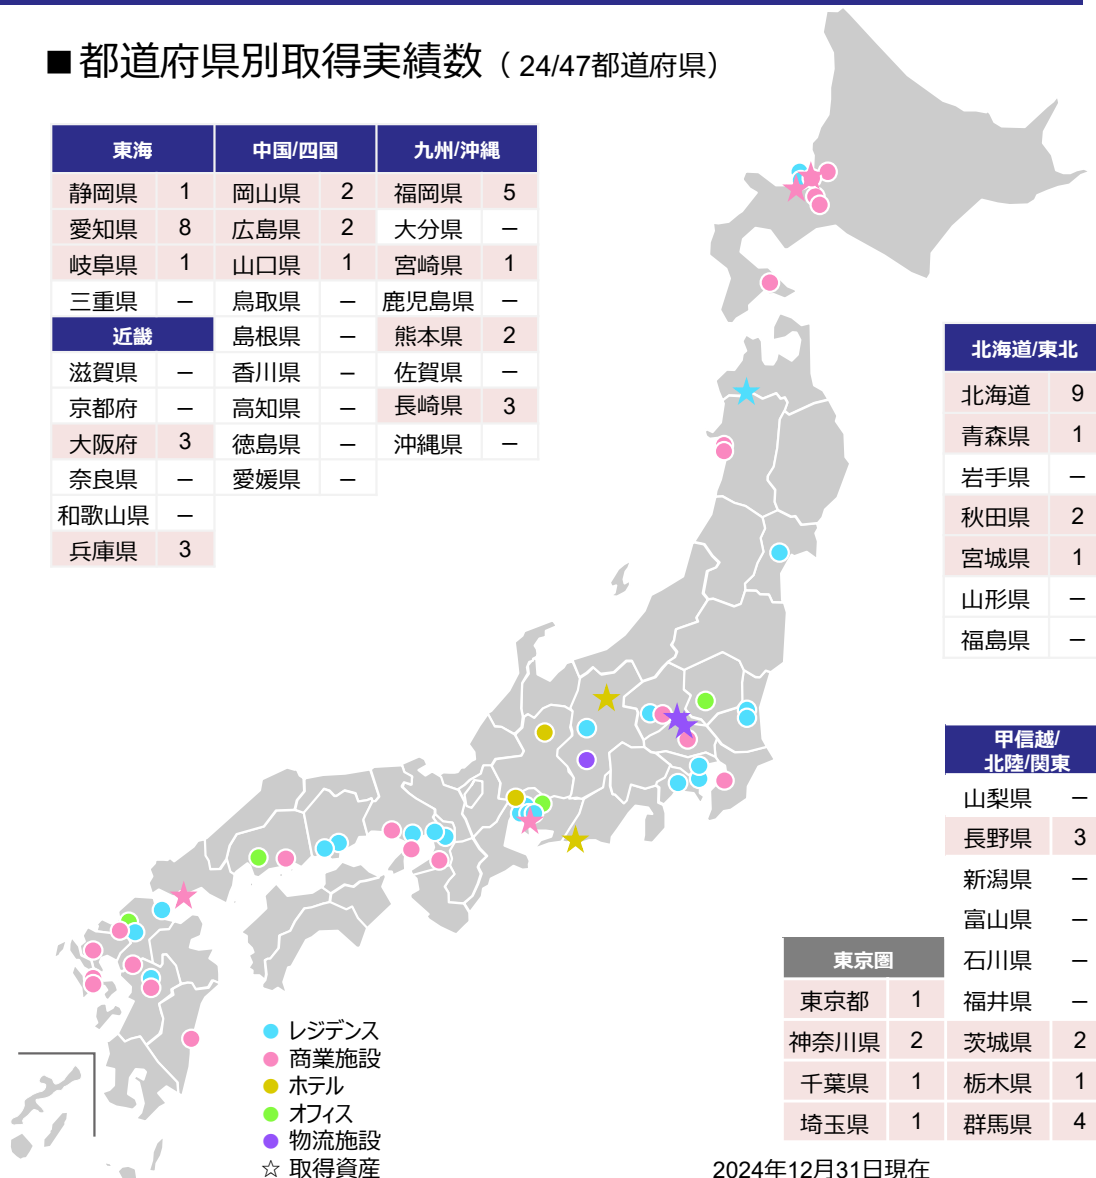 ■都道府県別取得実績数（24/47都道府県）
東海 中国/四国 九州/沖縄
静岡県 1 岡山県 2 福岡県 5
愛知県 8 広島県 2 大分県 －
岐阜県 1 山口県 1 宮崎県 1
三重県 － 鳥取県 － 鹿児島県 －
近畿 島根県 － 熊本県 2
滋賀県 － 香川県 － 佐賀県 －
京都府 － 高知県 － 長崎県 3
大阪府 3 徳島県 － 沖縄県 －
奈良県 － 愛媛県 －
和歌山県 －
兵庫県 3
北海道/東北
北海道 9
青森県 1
岩手県 －
秋田県 2
宮城県 1
山形県 －
福島県 －
甲信越/
北陸/関東
山梨県 －
長野県 3
新潟県 －
富山県 －
石川県 －
福井県 －
茨城県 2
栃木県 1
群馬県 4
東京圏
東京都 1
神奈川県 2
千葉県 1
埼玉県 1
レジデンス
商業施設
ホテル
オフィス
物流施設
☆ 取得資産
2024年12月31日現在